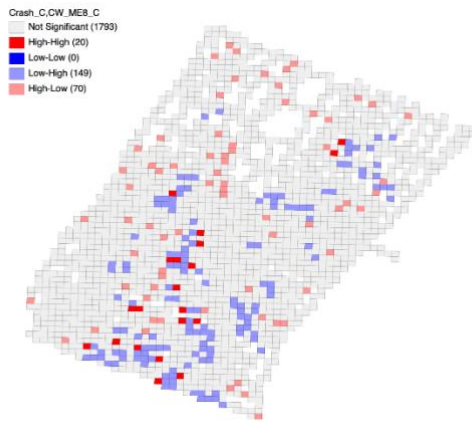 Crash_C,CW_ME8_C
Not Significant (1793)
High-High (20)
Low-Low (0)
Low-High (149)
High-Low (70)